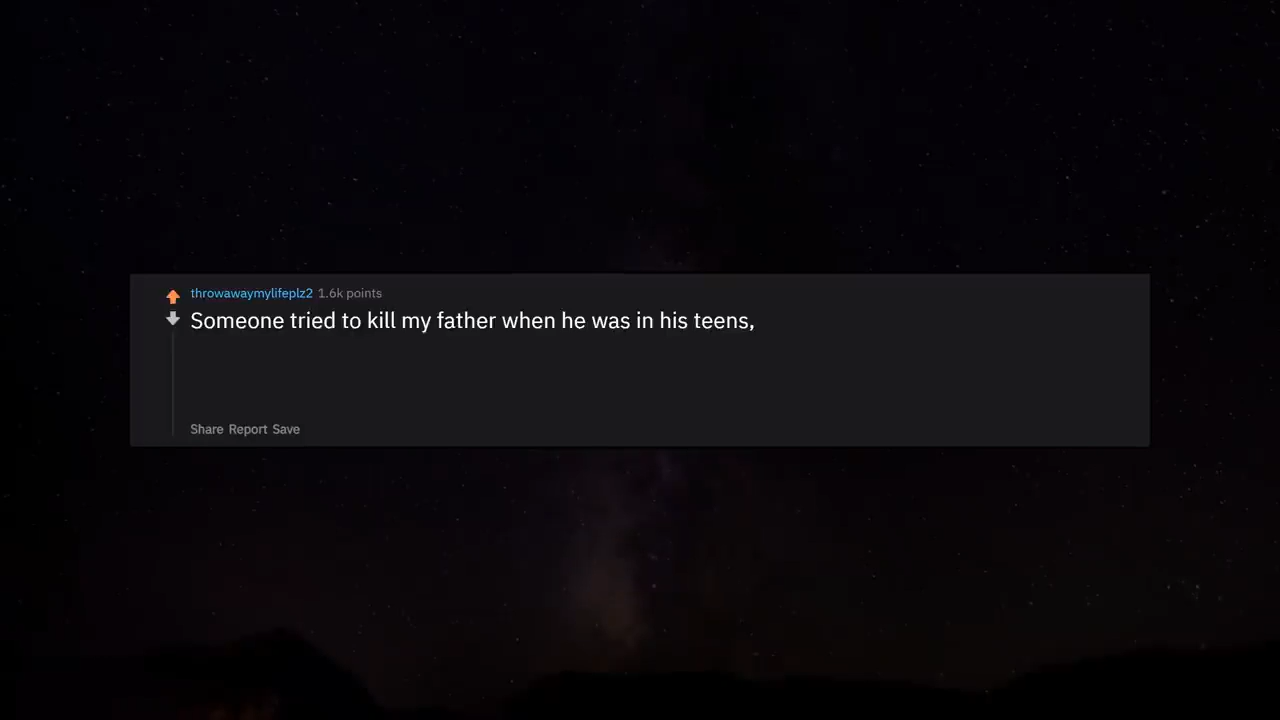 throwawaymylifeplz2 1.6k points
Someone tried to kill my father when he was in his teens,
Share Report Save